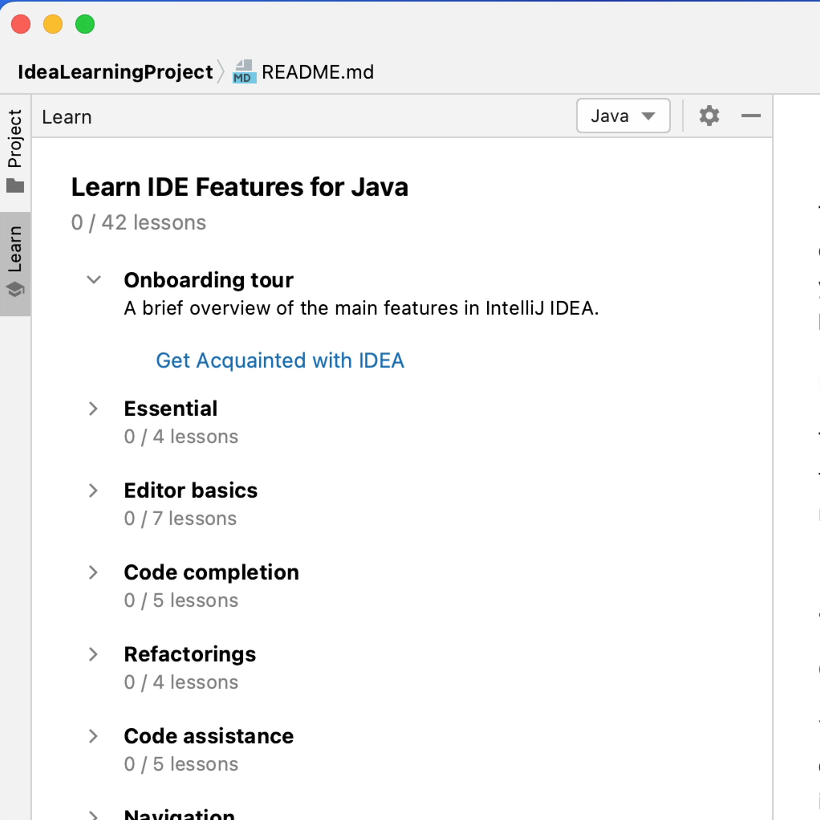 IdeaLearningProject README.md
MD
Project
Learn
Learn
Java
Learn IDE Features for Java
0 / 42 lessons
Onboarding tour
A brief overview of the main features in IntelliJ IDEA.
Get Acquainted with IDEA
Essential
0 / 4 lessons
Editor basics
0 / 7 lessons
Code completion
0 / 5 lessons
Refactorings
0 / 4 lessons
Code assistance
0 / 5 lessons
Navigation